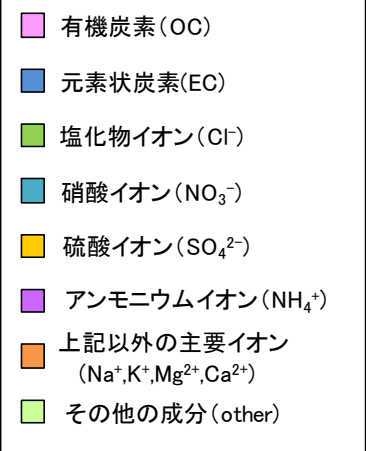 有機炭素(OC)
元素状炭素(EC)
塩化物イオン(Cl⁻)
硝酸イオン(NO₃⁻)
硫酸イオン(SO₄²⁻)
アンモニウムイオン(NH₄⁺)
上記以外の主要イオン
(Na⁺,K⁺,Mg²⁺,Ca²⁺)
その他の成分(other)